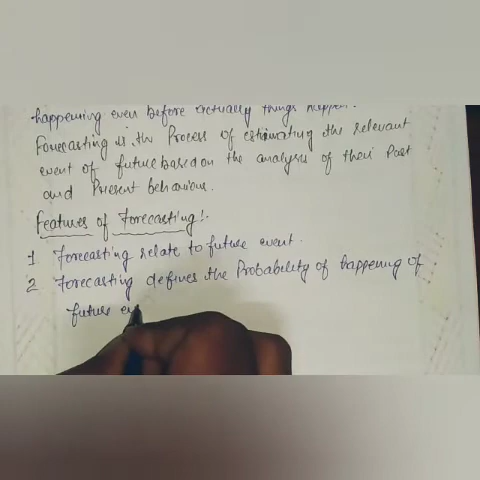 happening even before actually things happen.
Forecasting is the Process of estimating the relevant
event of future based on the analysis of their Past
and Present behaviour.
Features of Forecasting:-
1 Forecasting relate to future event.
2 Forecasting defines the Probability of happening of
future ev